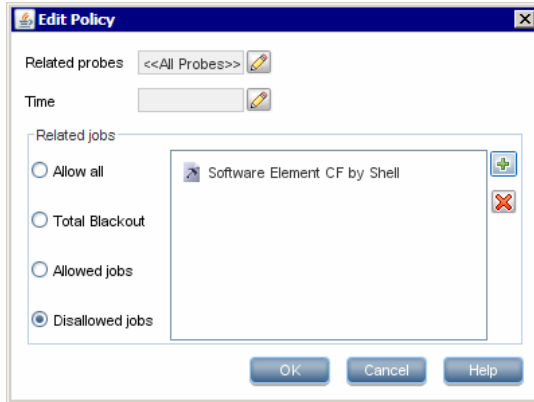 Edit Policy
Related probes <<All Probes>>
Time
Related jobs
Allow all
Software Element CF by Shell
Total Blackout
Allowed jobs
Disallowed jobs
OK Cancel Help